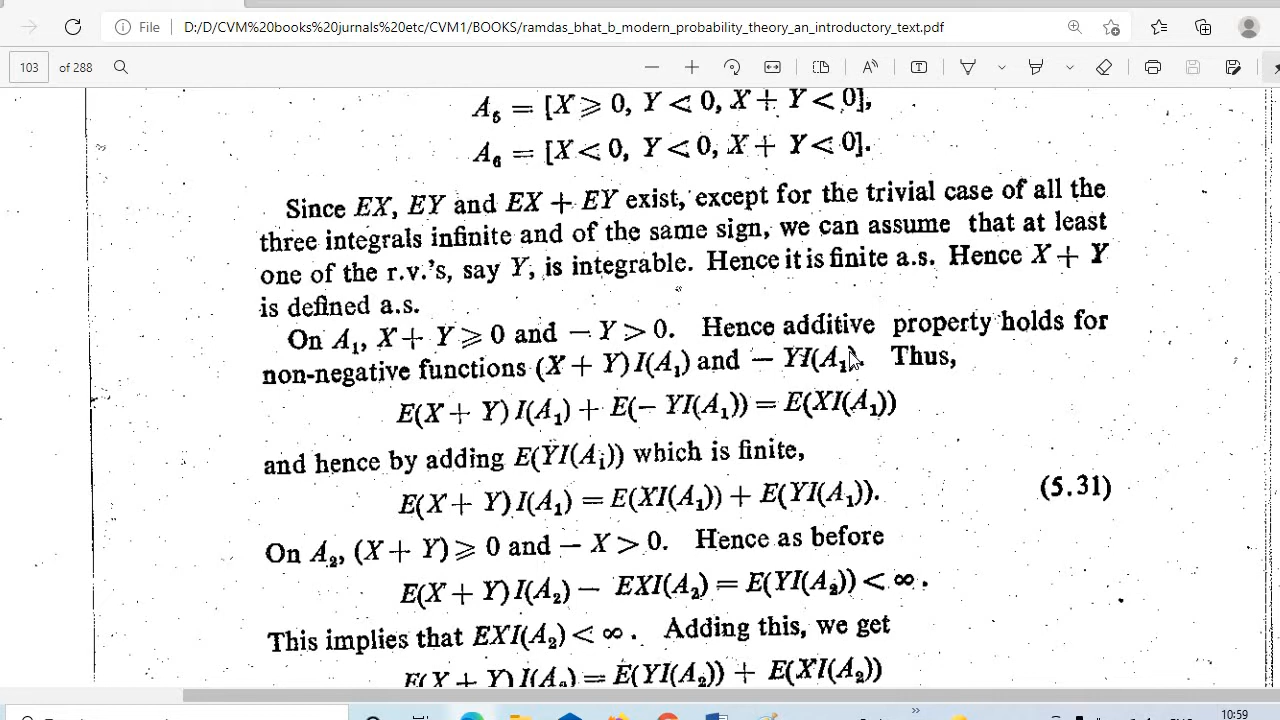 File
D:/D/CVM%20books%20jurnals%20etc/CVM1/BOOKS/ramdas_bhat_b_modern_probability_theory_an_introductory_text.pdf
103 of 288
A₅ = [X ⩾ 0, Y < 0, X + Y < 0],
A₆ = [X < 0, Y < 0, X + Y < 0].
Since EX, EY and EX + EY exist, except for the trivial case of all the
three integrals infinite and of the same sign, we can assume that at least
one of the r.v.'s, say Y, is integrable. Hence it is finite a.s. Hence X + Y
is defined a.s.
On A₁, X + Y ⩾ 0 and − Y > 0. Hence additive property holds for
non-negative functions (X + Y) I(A₁) and − YI(A₁). Thus,
E(X + Y) I(A₁) + E(− YI(A₁)) = E(XI(A₁))
and hence by adding E(YI(A₁)) which is finite,
E(X + Y) I(A₁) = E(XI(A₁)) + E(YI(A₁)). (5.31)
On A₂, (X + Y) ⩾ 0 and − X > 0. Hence as before
E(X + Y) I(A₂) − EXI(A₂) = E(YI(A₂)) < ∞.
This implies that EXI(A₂) < ∞. Adding this, we get
E(X + Y) I(A₂) = E(YI(A₂)) + E(XI(A₂))
10:59